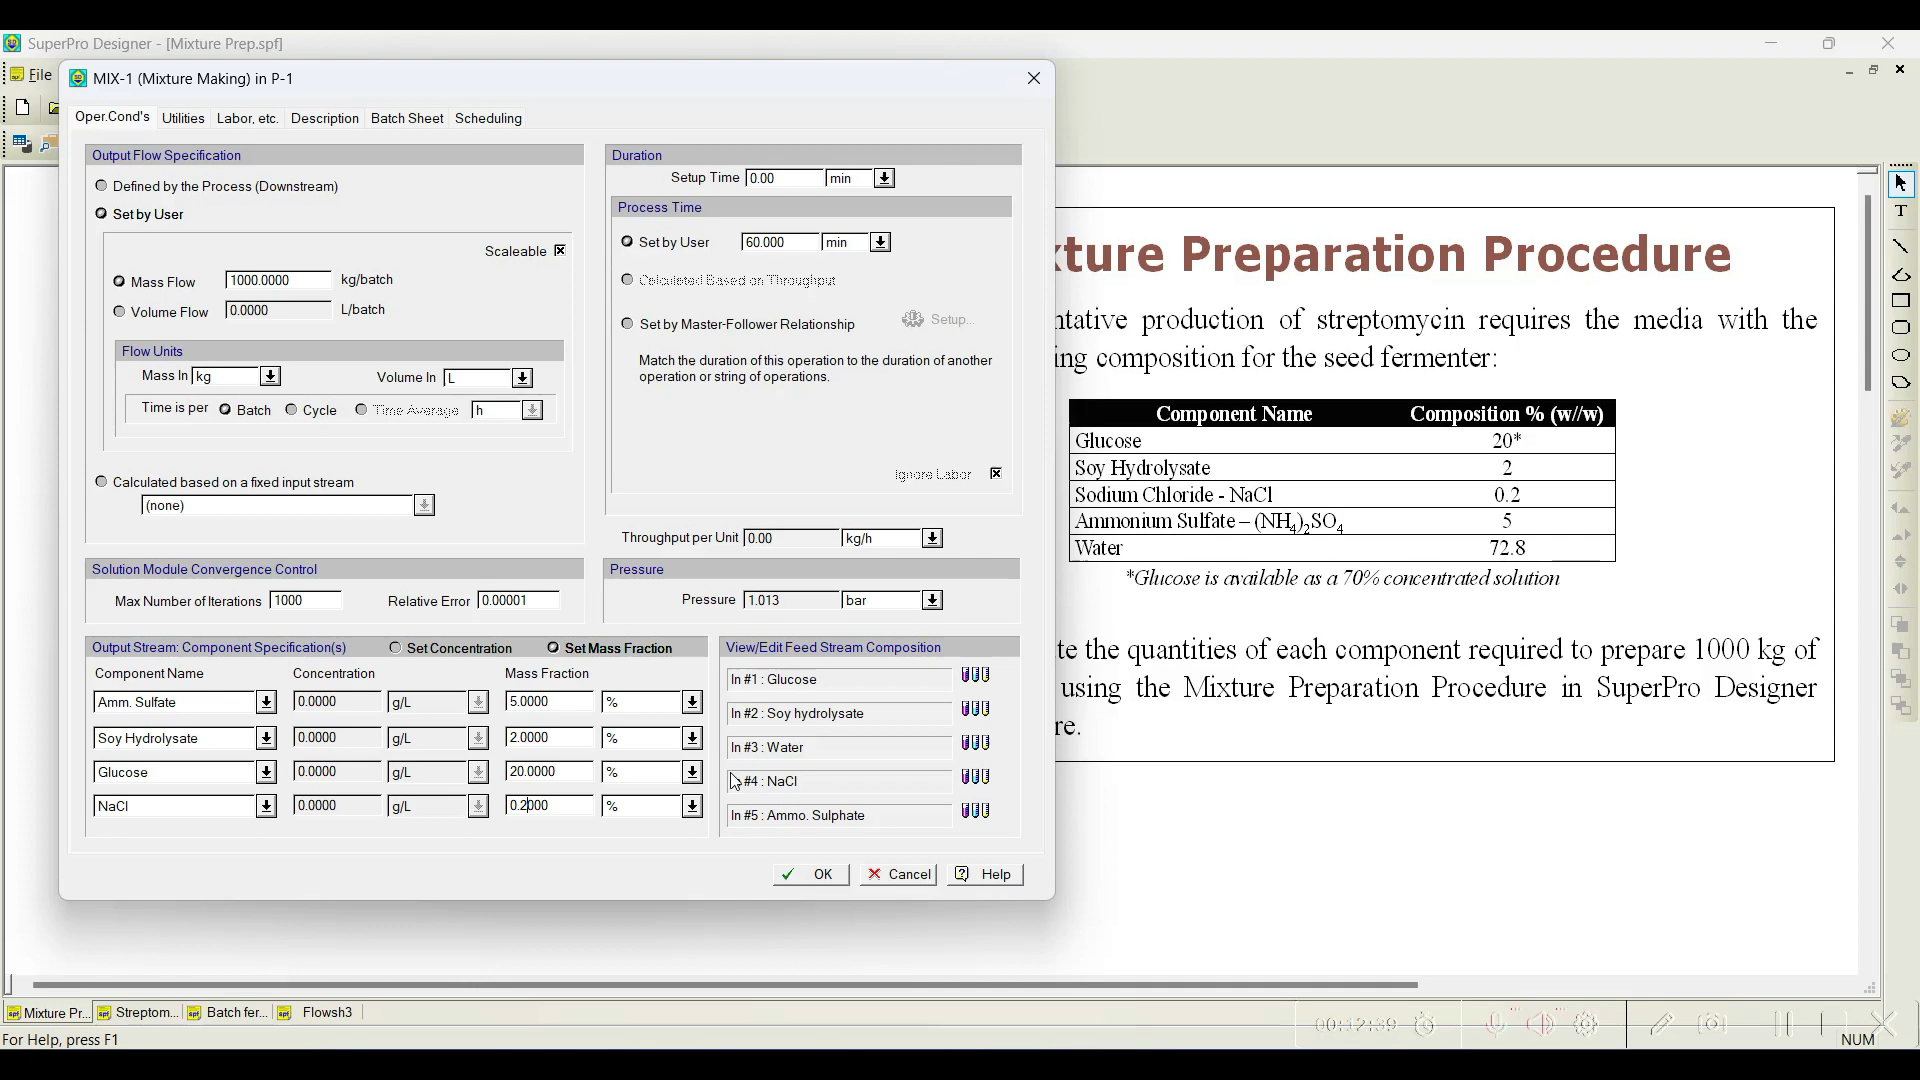 SuperPro Designer - [Mixture Prep.spf]
File
MIX-1 (Mixture Making) in P-1
Oper.Cond's Utilities Labor, etc. Description Batch Sheet Scheduling
Output Flow Specification
Defined by the Process (Downstream)
Set by User
Scaleable
Mass Flow 1000.0000 kg/batch
Volume Flow 0.0000 L/batch
Flow Units
Mass In kg Volume In L
Time is per Batch Cycle Time Average h
Calculated based on a fixed input stream
(none)
Duration
Setup Time 0.00 min
Process Time
Set by User 60.000 min
Calculated Based on Throughput
Set by Master-Follower Relationship Setup...
Match the duration of this operation to the duration of another
operation or string of operations.
Ignore Labor
Throughput per Unit 0.00 kg/h
Solution Module Convergence Control
Max Number of Iterations 1000 Relative Error 0.00001
Pressure
Pressure 1.013 bar
Output Stream: Component Specification(s) Set Concentration Set Mass Fraction
Component Name Concentration Mass Fraction
Amm. Sulfate 0.0000 g/L 5.0000 %
Soy Hydrolysate 0.0000 g/L 2.0000 %
Glucose 0.0000 g/L 20.0000 %
NaCl 0.0000 g/L 0.2000 %
View/Edit Feed Stream Composition
In #1 : Glucose
In #2 : Soy hydrolysate
In #3 : Water
#4 : NaCl
In #5 : Ammo. Sulphate
OK Cancel Help
xture Preparation Procedure
ntative production of streptomycin requires the media with the
ing composition for the seed fermenter:
Component Name Composition % (w//w)
Glucose 20*
Soy Hydrolysate 2
Sodium Chloride - NaCl 0.2
Ammonium Sulfate – (NH4)2SO4 5
Water 72.8
*Glucose is available as a 70% concentrated solution
te the quantities of each component required to prepare 1000 kg of
using the Mixture Preparation Procedure in SuperPro Designer
re.
T
Mixture Pr... Streptom... Batch fer... Flowsh3
00:12:39
For Help, press F1
NUM